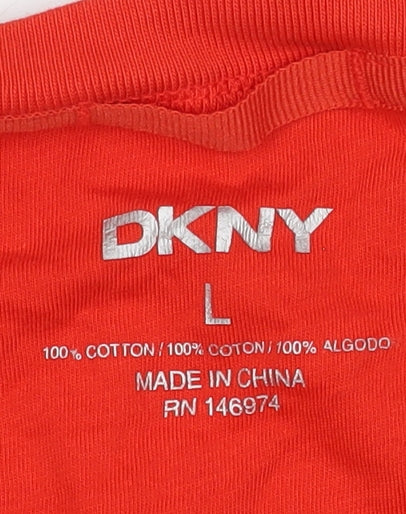 DKNY
L
100% COTTON / 100% COTON / 100% ALGODO
MADE IN CHINA
RN 146974